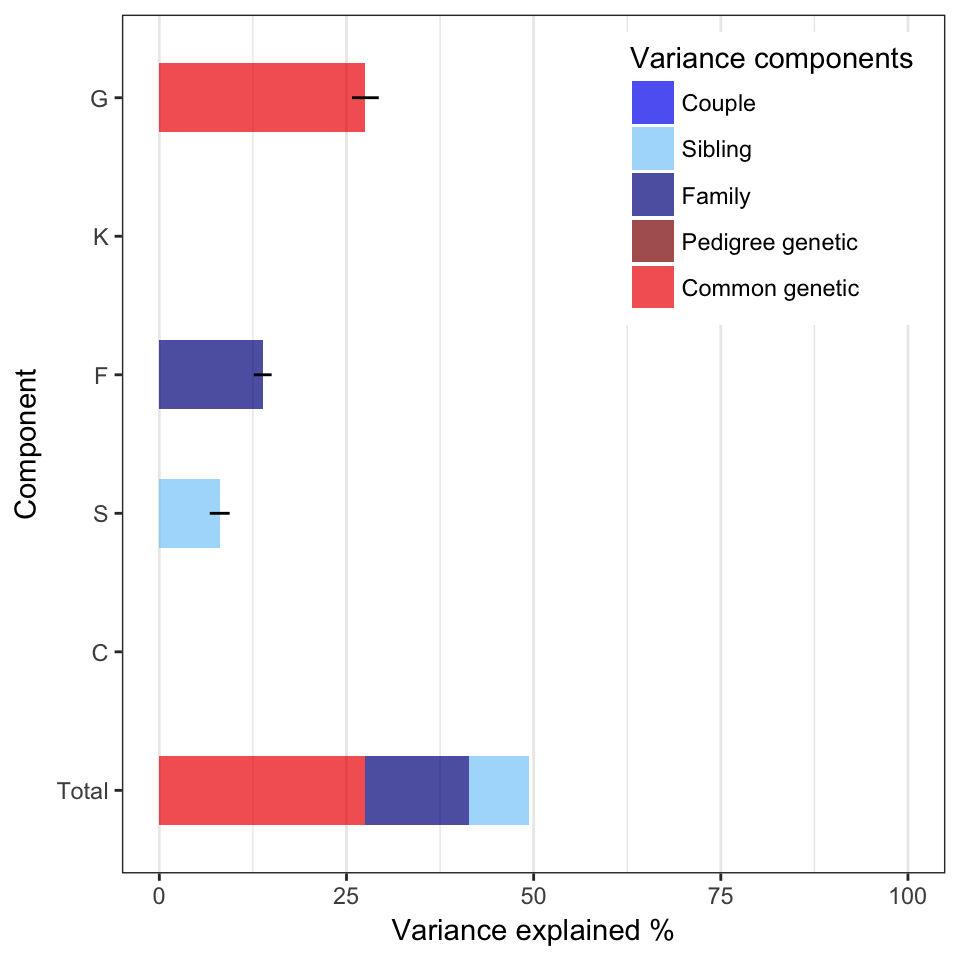 Variance components
Couple
Sibling
Family
Pedigree genetic
Common genetic
G
K
F
S
C
Total
Component
0 25 50 75 100
Variance explained %